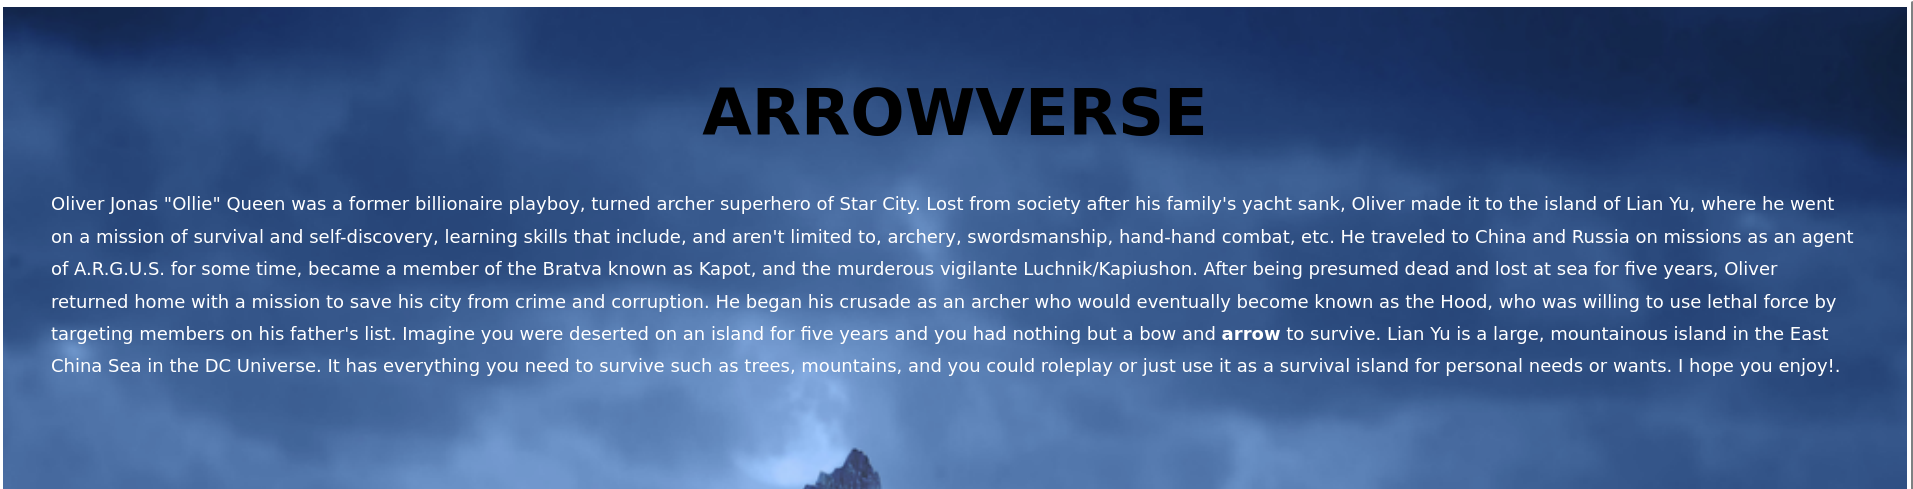 ARROWVERSE
Oliver Jonas "Ollie" Queen was a former billionaire playboy, turned archer superhero of Star City. Lost from society after his family's yacht sank, Oliver made it to the island of Lian Yu, where he went
on a mission of survival and self-discovery, learning skills that include, and aren't limited to, archery, swordsmanship, hand-hand combat, etc. He traveled to China and Russia on missions as an agent
of A.R.G.U.S. for some time, became a member of the Bratva known as Kapot, and the murderous vigilante Luchnik/Kapiushon. After being presumed dead and lost at sea for five years, Oliver
returned home with a mission to save his city from crime and corruption. He began his crusade as an archer who would eventually become known as the Hood, who was willing to use lethal force by
targeting members on his father's list. Imagine you were deserted on an island for five years and you had nothing but a bow and arrow to survive. Lian Yu is a large, mountainous island in the East
China Sea in the DC Universe. It has everything you need to survive such as trees, mountains, and you could roleplay or just use it as a survival island for personal needs or wants. I hope you enjoy!.